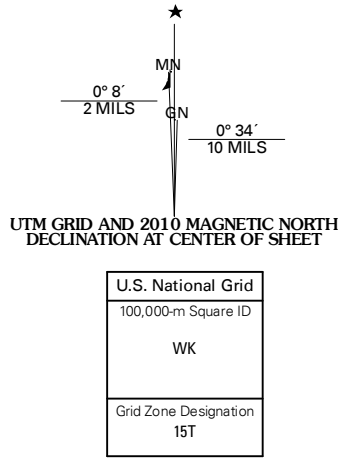 MN
0° 8´
2 MILS
GN
0° 34´
10 MILS
UTM GRID AND 2010 MAGNETIC NORTH
DECLINATION AT CENTER OF SHEET
U.S. National Grid
100,000-m Square ID
WK
Grid Zone Designation
15T